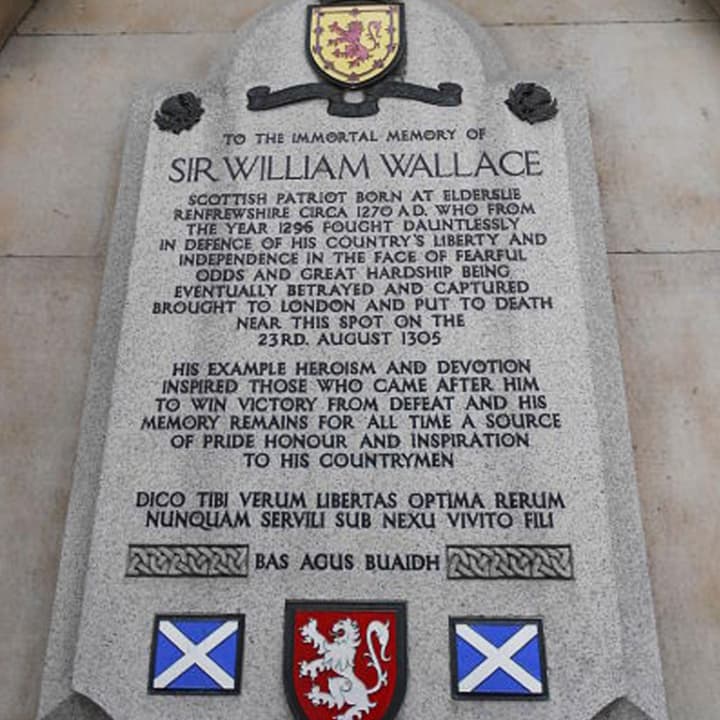 TO THE IMMORTAL MEMORY OF
SIR WILLIAM WALLACE
SCOTTISH PATRIOT BORN AT ELDERSLIE
RENFREWSHIRE CIRCA 1270 A.D. WHO FROM
THE YEAR 1296 FOUGHT DAUNTLESSLY
IN DEFENCE OF HIS COUNTRY'S LIBERTY AND
INDEPENDENCE IN THE FACE OF FEARFUL
ODDS AND GREAT HARDSHIP BEING
EVENTUALLY BETRAYED AND CAPTURED
BROUGHT TO LONDON AND PUT TO DEATH
NEAR THIS SPOT ON THE
23RD. AUGUST 1305
HIS EXAMPLE HEROISM AND DEVOTION
INSPIRED THOSE WHO CAME AFTER HIM
TO WIN VICTORY FROM DEFEAT AND HIS
MEMORY REMAINS FOR ALL TIME A SOURCE
OF PRIDE HONOUR AND INSPIRATION
TO HIS COUNTRYMEN
DICO TIBI VERUM LIBERTAS OPTIMA RERUM
NUNQUAM SERVILI SUB NEXU VIVITO FILI
BAS AGUS BUAIDH